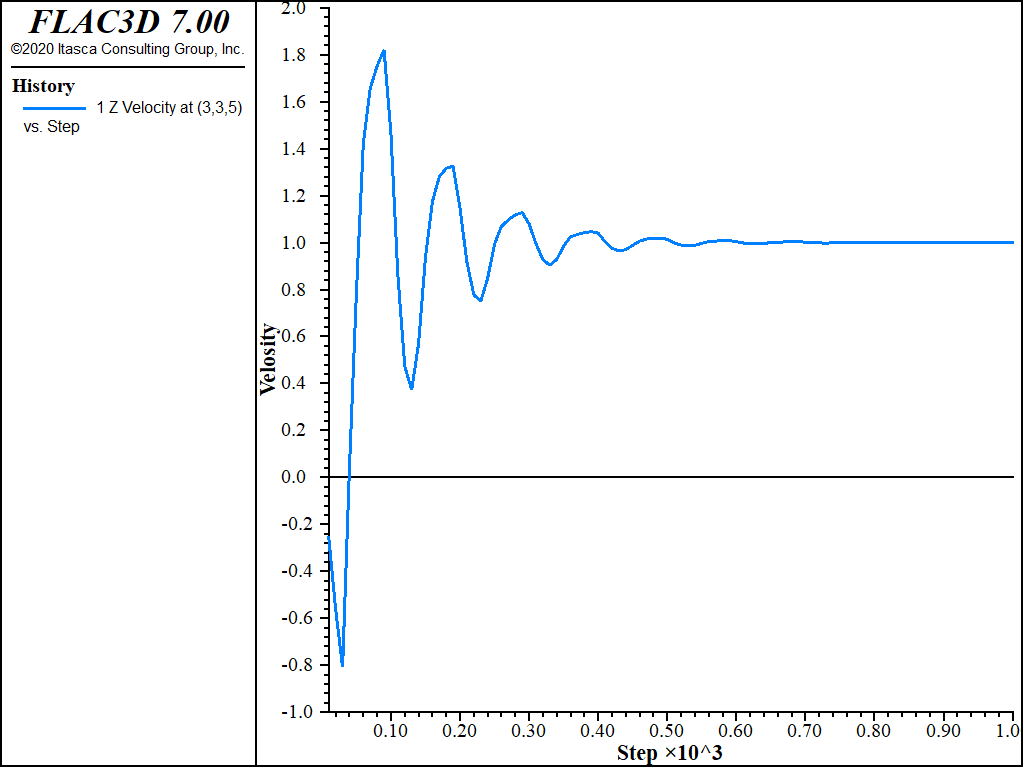 FLAC3D 7.00
©2020 Itasca Consulting Group, Inc.
History
1 Z Velocity at (3,3,5)
vs. Step
2.0
1.8
1.6
1.4
1.2
1.0
0.8
0.6
0.4
0.2
0.0
-0.2
-0.4
-0.6
-0.8
-1.0
Velosity
0.10 0.20 0.30 0.40 0.50 0.60 0.70 0.80 0.90 1.0
Step ×10^3